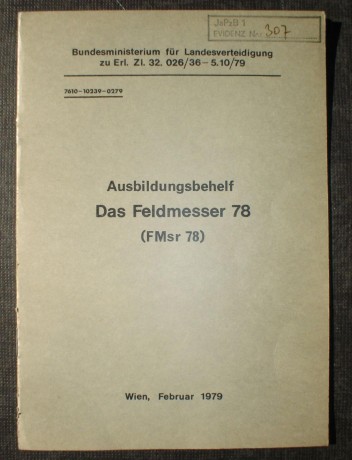 JaPzB 1
EVIDENZ Nr.: 307
Bundesministerium für Landesverteidigung
zu Erl. Zl. 32. 026/36 – 5.10/79
7610-10339-0279
Ausbildungsbehelf
Das Feldmesser 78
(FMsr 78)
Wien, Februar 1979